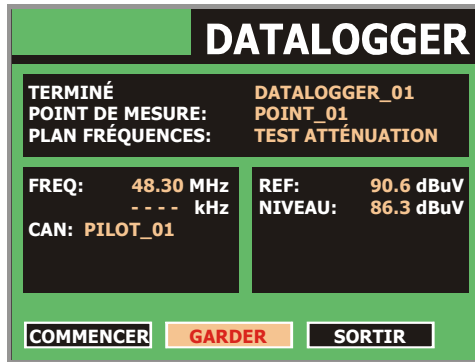 DATALOGGER
TERMINÉ DATALOGGER_01
POINT DE MESURE: POINT_01
PLAN FRÉQUENCES: TEST ATTÉNUATION
FREQ: 48.30 MHz
- - - - kHz
CAN: PILOT_01
REF: 90.6 dBuV
NIVEAU: 86.3 dBuV
COMMENCER GARDER SORTIR